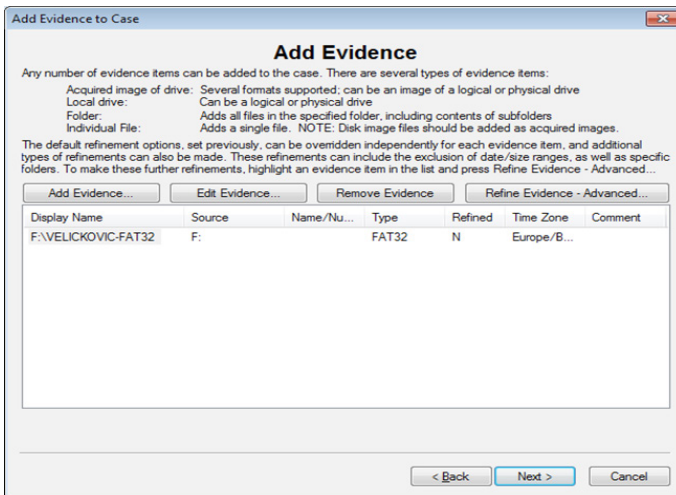 Add Evidence to Case
Add Evidence
Any number of evidence items can be added to the case. There are several types of evidence items:
Acquired image of drive: Several formats supported; can be an image of a logical or physical drive
Local drive: Can be a logical or physical drive
Folder: Adds all files in the specified folder, including contents of subfolders
Individual File: Adds a single file. NOTE: Disk image files should be added as acquired images.
The default refinement options, set previously, can be overridden independently for each evidence item, and additional
types of refinements can also be made. These refinements can include the exclusion of date/size ranges, as well as specific
folders. To make these further refinements, highlight an evidence item in the list and press Refine Evidence - Advanced...
Add Evidence... Edit Evidence... Remove Evidence Refine Evidence - Advanced...
Display Name Source Name/Nu... Type Refined Time Zone Comment
F:\VELICKOVIC-FAT32 F: FAT32 N Europe/B...
< Back Next > Cancel